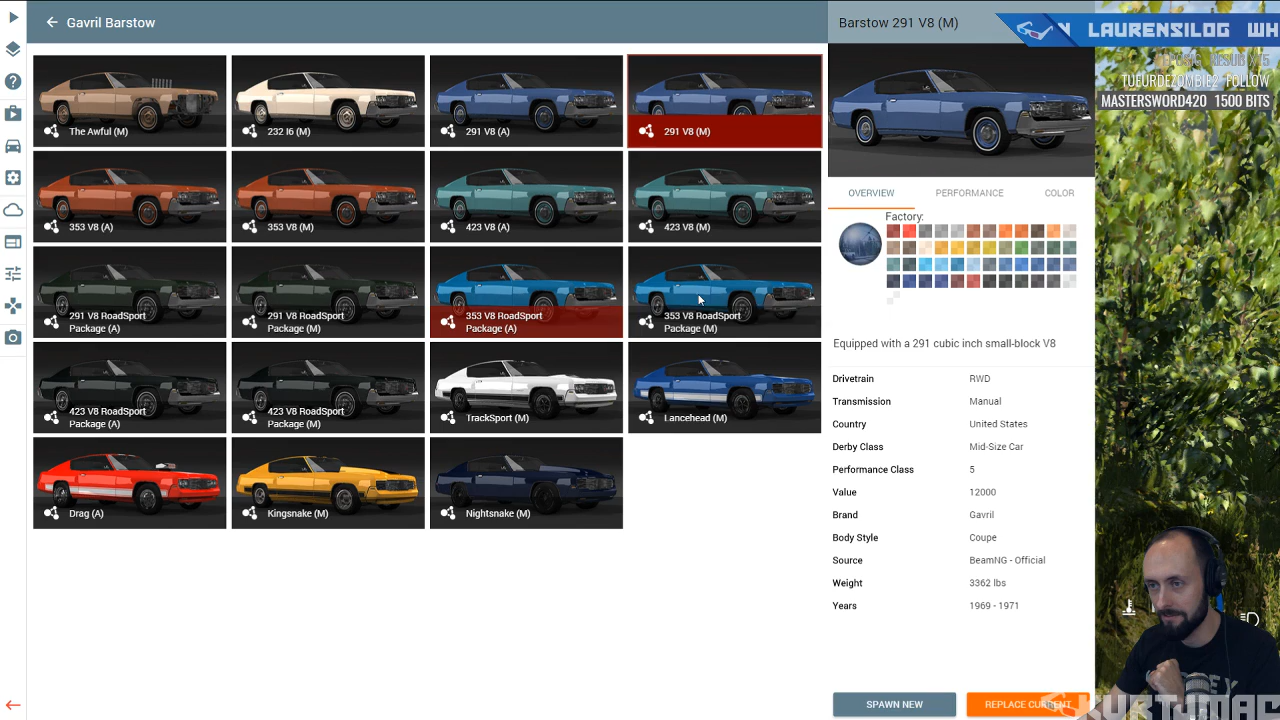 Gavril Barstow
Barstow 291 V8 (M)
LAURENSILOG WH
RESUB X75
TUEURDEZOMBIE2 FOLLOW
MASTERSWORD420 1500 BITS
The Awful (M)
232 I6 (M)
291 V8 (A)
291 V8 (M)
353 V8 (A)
353 V8 (M)
423 V8 (A)
423 V8 (M)
291 V8 RoadSport
Package (A)
291 V8 RoadSport
Package (M)
353 V8 RoadSport
Package (A)
353 V8 RoadSport
Package (M)
423 V8 RoadSport
Package (A)
423 V8 RoadSport
Package (M)
TrackSport (M)
Lancehead (M)
Drag (A)
Kingsnake (M)
Nightsnake (M)
OVERVIEW PERFORMANCE COLOR
Factory:
Equipped with a 291 cubic inch small-block V8
Drivetrain RWD
Transmission Manual
Country United States
Derby Class Mid-Size Car
Performance Class 5
Value 12000
Brand Gavril
Body Style Coupe
Source BeamNG - Official
Weight 3362 lbs
Years 1969 - 1971
SPAWN NEW
REPLACE CURRENT